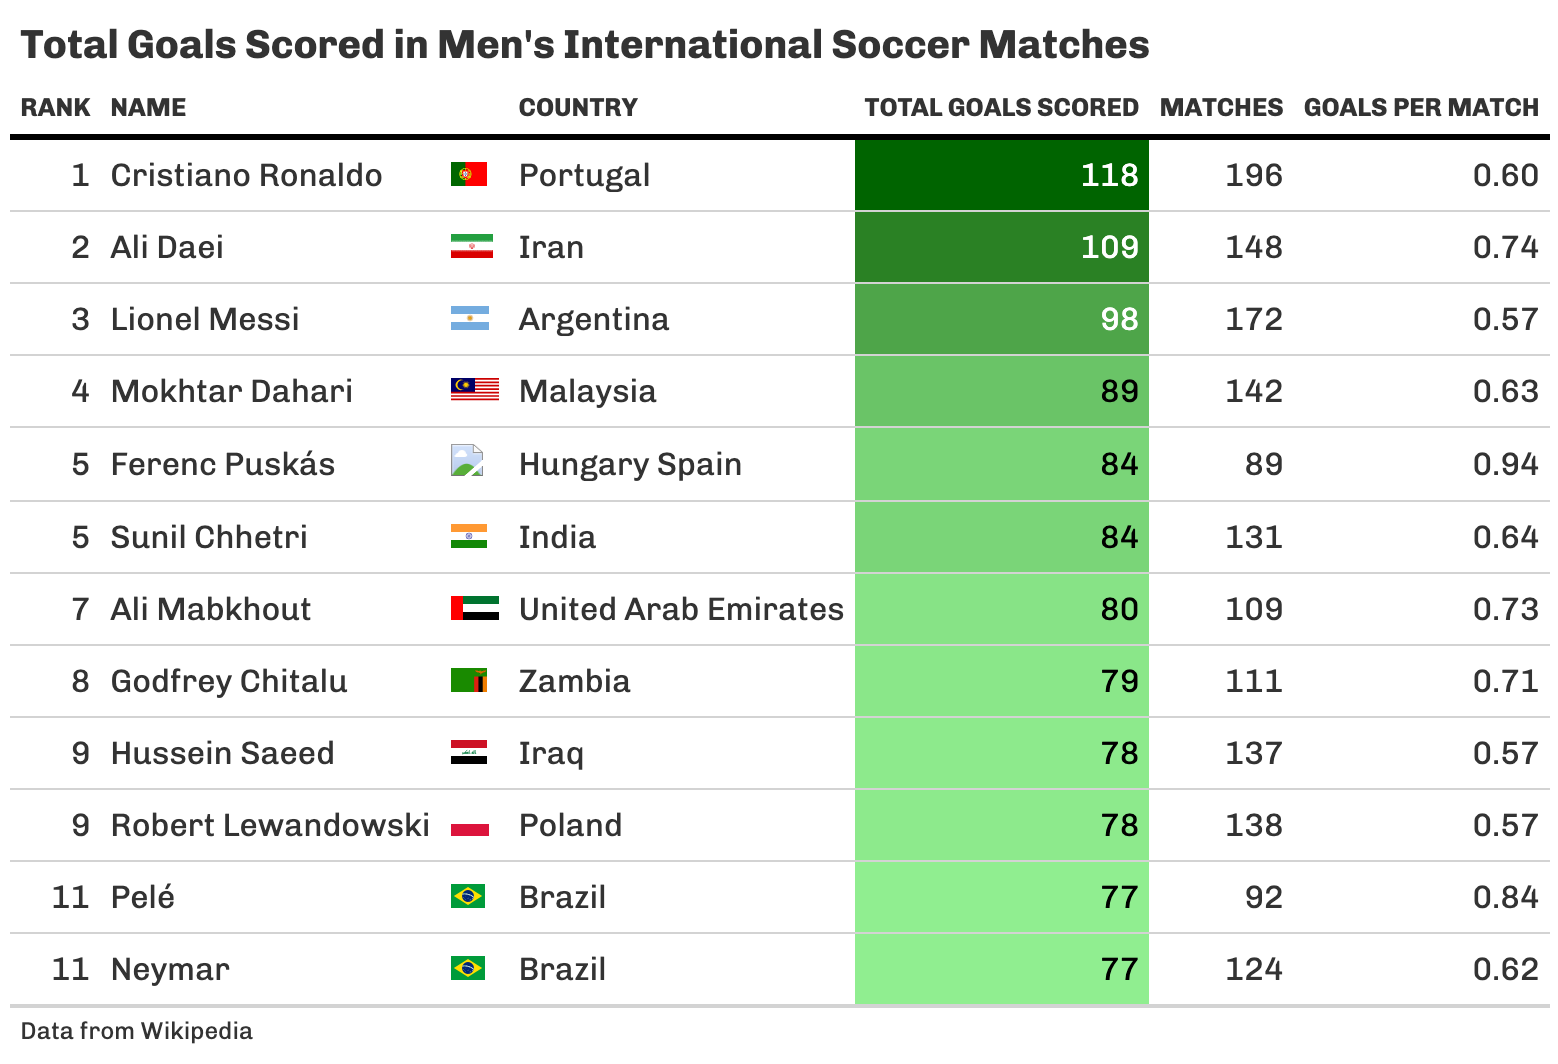 Total Goals Scored in Men's International Soccer Matches
RANK NAME COUNTRY TOTAL GOALS SCORED MATCHES GOALS PER MATCH
1 Cristiano Ronaldo Portugal 118 196 0.60
2 Ali Daei Iran 109 148 0.74
3 Lionel Messi Argentina 98 172 0.57
4 Mokhtar Dahari Malaysia 89 142 0.63
5 Ferenc Puskás Hungary Spain 84 89 0.94
5 Sunil Chhetri India 84 131 0.64
7 Ali Mabkhout United Arab Emirates 80 109 0.73
8 Godfrey Chitalu Zambia 79 111 0.71
9 Hussein Saeed Iraq 78 137 0.57
9 Robert Lewandowski Poland 78 138 0.57
11 Pelé Brazil 77 92 0.84
11 Neymar Brazil 77 124 0.62
Data from Wikipedia